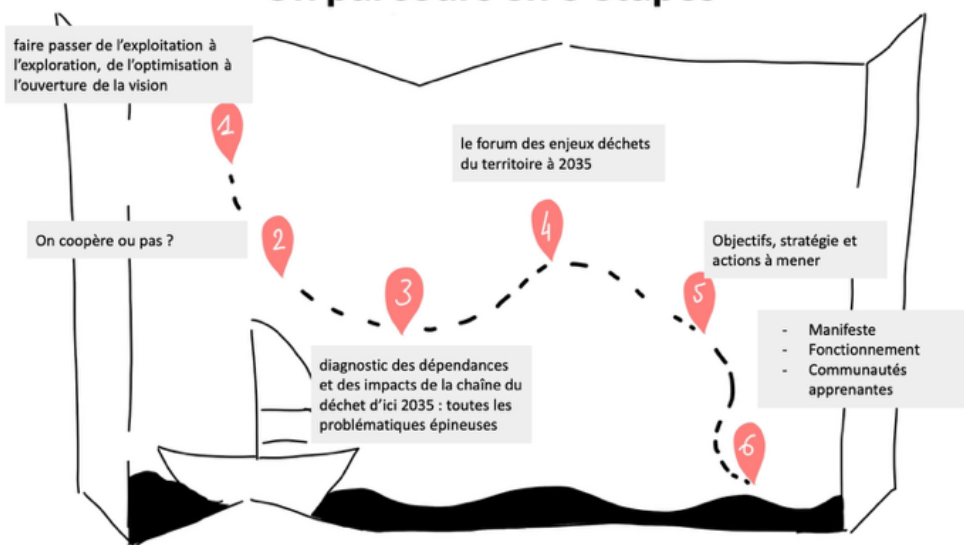 faire passer de l'exploitation à
l'exploration, de l'optimisation à
l'ouverture de la vision
1
le forum des enjeux déchets
du territoire à 2035
On coopère ou pas ?
2
4
Objectifs, stratégie et
actions à mener
3
5
diagnostic des dépendances
et des impacts de la chaîne du
déchet d'ici 2035 : toutes les
problématiques épineuses
- Manifeste
- Fonctionnement
- Communautés
apprenantes
6